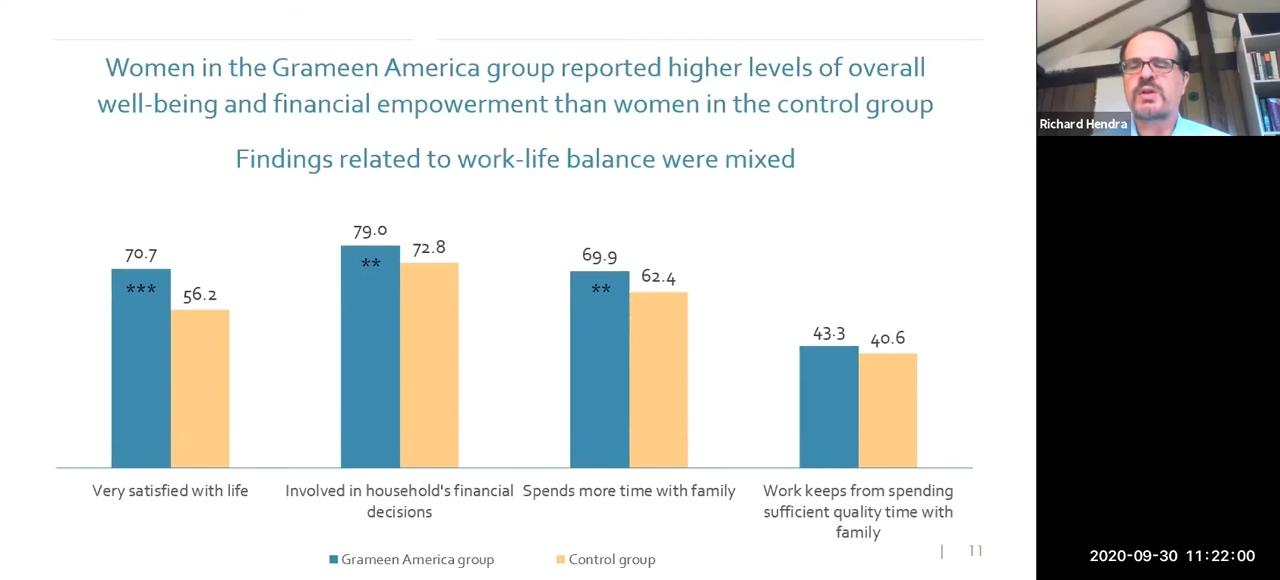 Women in the Grameen America group reported higher levels of overall
well-being and financial empowerment than women in the control group
Findings related to work-life balance were mixed
70.7
***
56.2
79.0
**
72.8
69.9
**
62.4
43.3
40.6
Very satisfied with life
Involved in household's financial
decisions
Spends more time with family
Work keeps from spending
sufficient quality time with
family
Grameen America group
Control group
| 11
Richard Hendra
2020-09-30 11:22:00